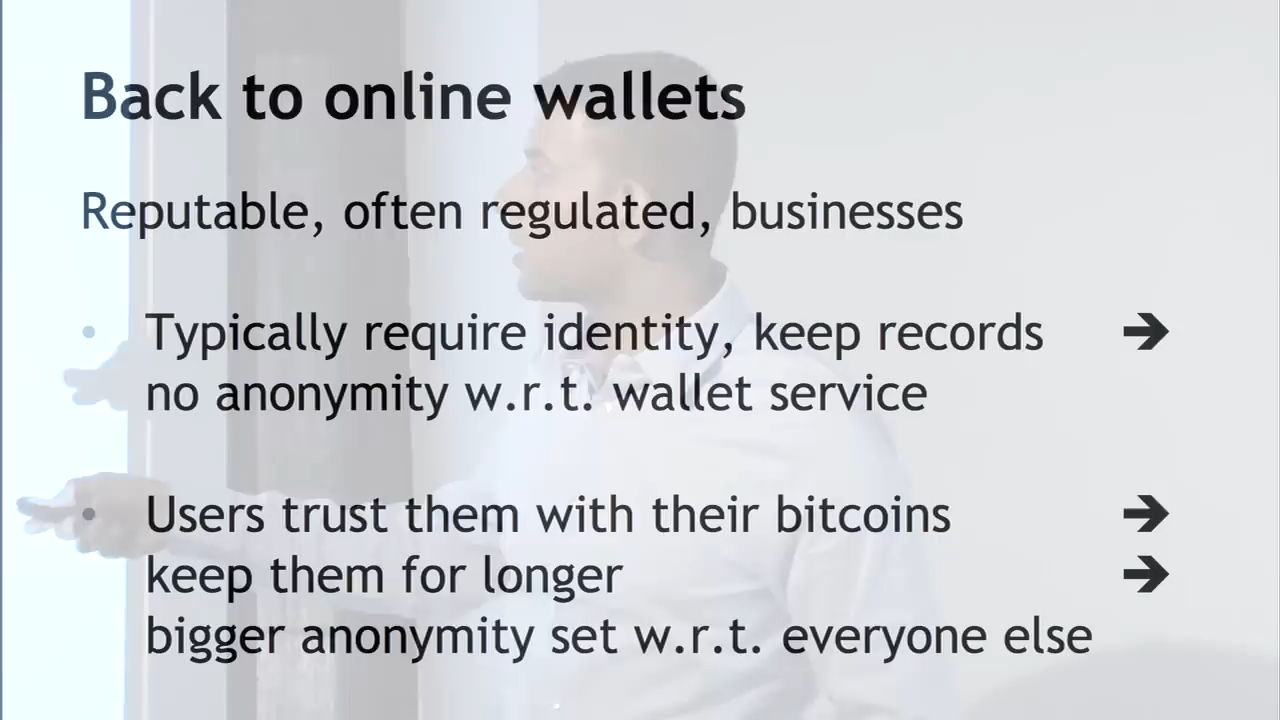 Back to online wallets
Reputable, often regulated, businesses
• Typically require identity, keep records ➔
no anonymity w.r.t. wallet service
• Users trust them with their bitcoins ➔
keep them for longer ➔
bigger anonymity set w.r.t. everyone else